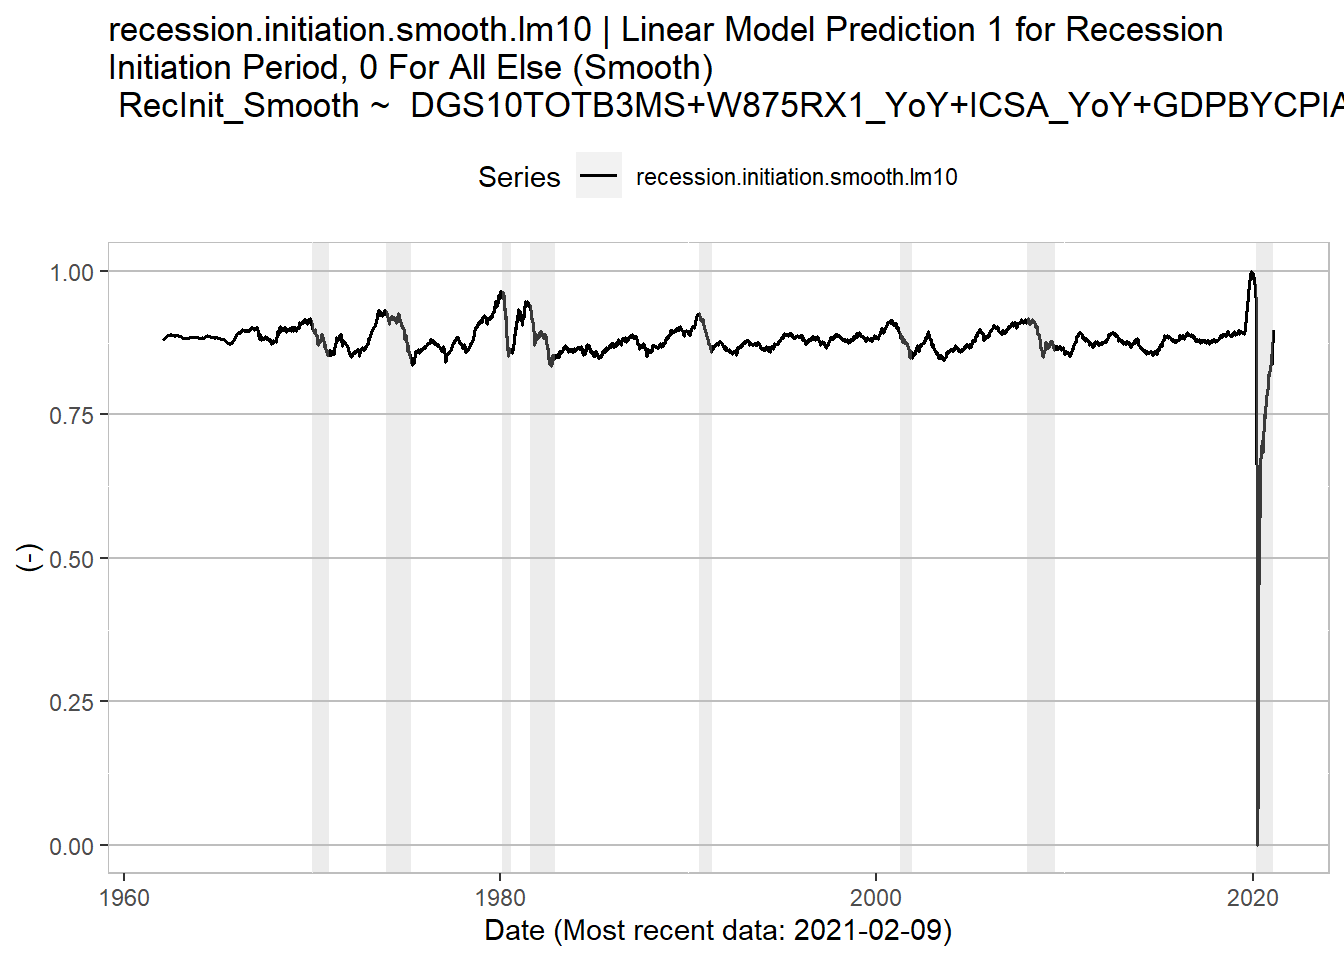 recession.initiation.smooth.lm10 | Linear Model Prediction 1 for Recession
Initiation Period, 0 For All Else (Smooth)
RecInit_Smooth ~ DGS10TOTB3MS+W875RX1_YoY+ICSA_YoY+GDPBYCPIA
Series recession.initiation.smooth.lm10
1.00
0.75
0.50
0.25
0.00
(-)
1960 1980 2000 2020
Date (Most recent data: 2021-02-09)